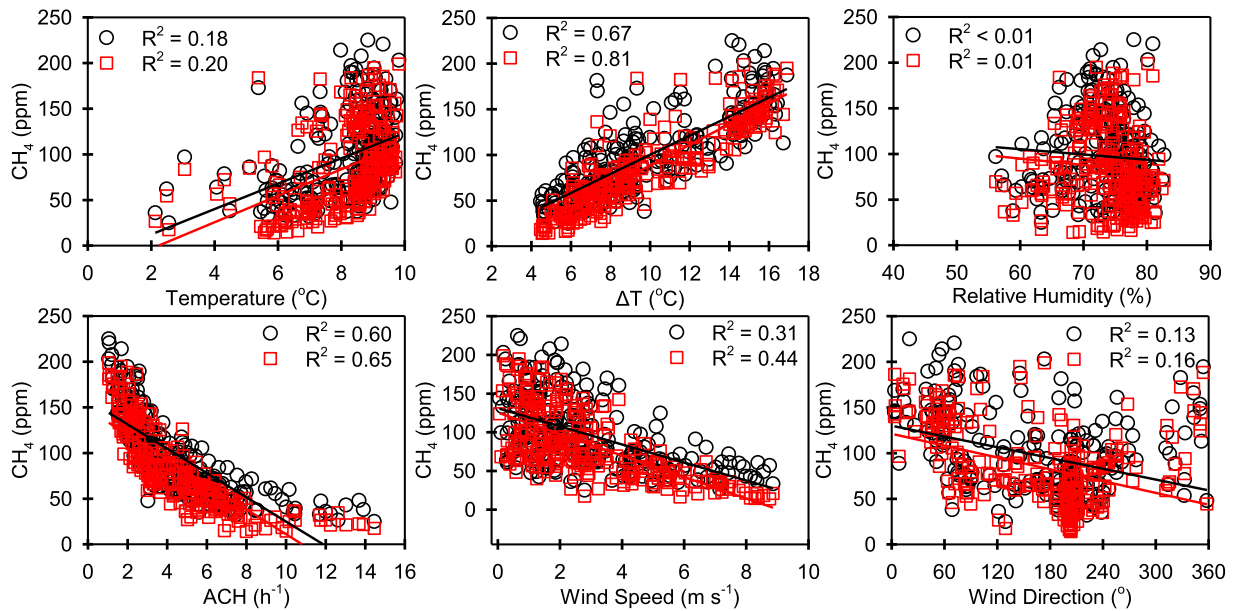 250
200
150
100
50
0
CH4 (ppm)
R2 = 0.18
R2 = 0.20
0 2 4 6 8 10
Temperature (oC)
250
200
150
100
50
0
CH4 (ppm)
R2 = 0.67
R2 = 0.81
2 4 6 8 10 12 14 16 18
ΔT (oC)
250
200
150
100
50
0
CH4 (ppm)
R2 < 0.01
R2 = 0.01
40 50 60 70 80 90
Relative Humidity (%)
250
200
150
100
50
0
CH4 (ppm)
R2 = 0.60
R2 = 0.65
0 2 4 6 8 10 12 14 16
ACH (h-1)
250
200
150
100
50
0
CH4 (ppm)
R2 = 0.31
R2 = 0.44
0 2 4 6 8 10
Wind Speed (m s-1)
250
200
150
100
50
0
CH4 (ppm)
R2 = 0.13
R2 = 0.16
0 60 120 180 240 300 360
Wind Direction (o)